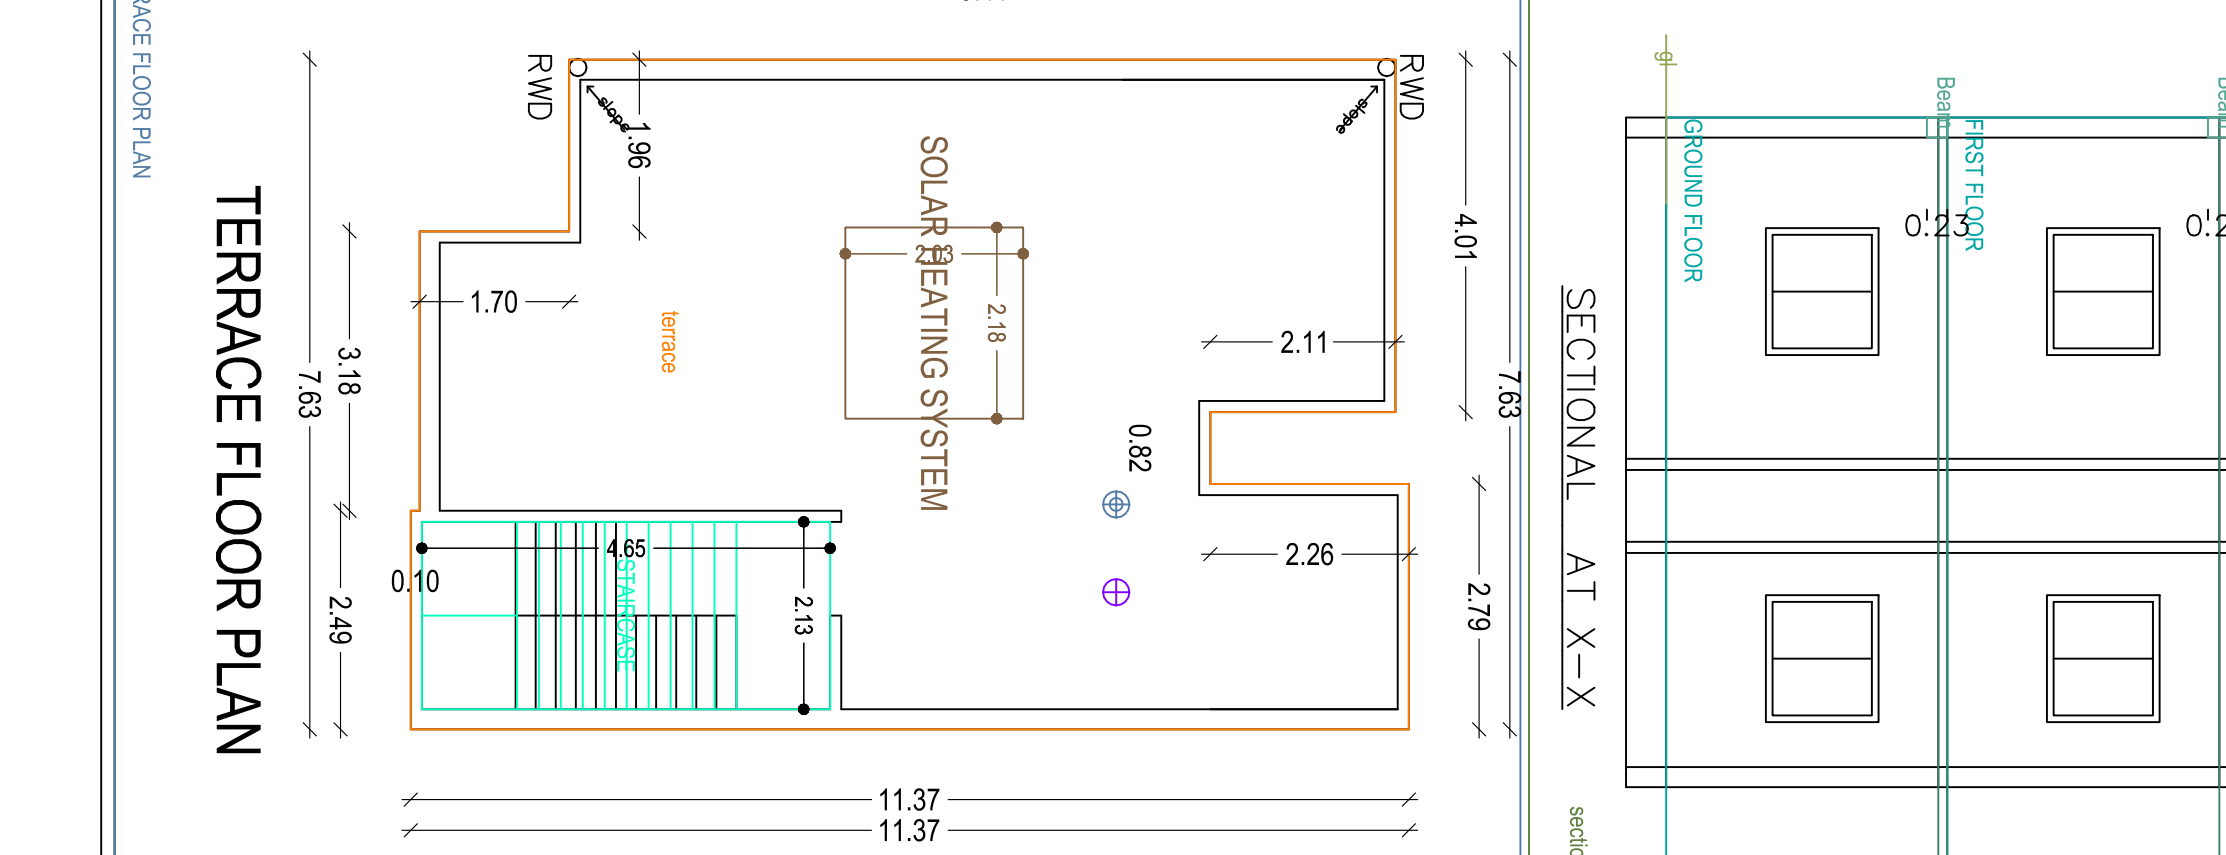 TERRACE FLOOR PLAN
RWD
RWD
slope
slope
1.96
SOLAR HEATING SYSTEM
2.03
2.18
terrace
1.70
3.18
7.63
4.01
7.63
2.11
0.82
2.26
2.79
4.65
STAIRCASE
2.13
0.10
2.49
11.37
11.37
gl
GROUND FLOOR
Beam
FIRST FLOOR
0.23
SECTIONAL AT X-X